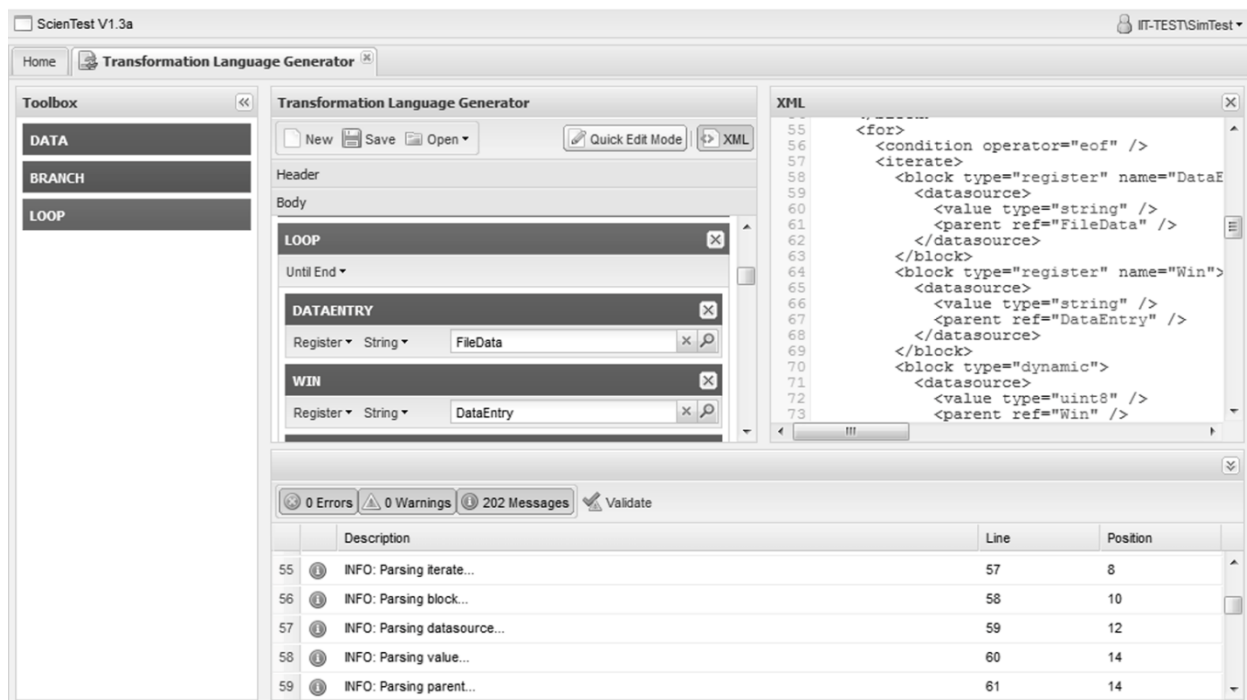 ScienTest V1.3a
IIT-TEST\SimTest
Home
Transformation Language Generator
Toolbox
DATA
BRANCH
LOOP
Transformation Language Generator
New Save Open
Quick Edit Mode XML
Header
Body
LOOP
Until End
DATAENTRY
Register String FileData
WIN
Register String DataEntry
XML
55 <for>
56 <condition operator="eof" />
57 <iterate>
58 <block type="register" name="DataE
59 <datasource>
60 <value type="string" />
61 <parent ref="FileData" />
62 </datasource>
63 </block>
64 <block type="register" name="Win">
65 <datasource>
66 <value type="string" />
67 <parent ref="DataEntry" />
68 </datasource>
69 </block>
70 <block type="dynamic">
71 <datasource>
72 <value type="uint8" />
73 <parent ref="Win" />
0 Errors 0 Warnings 202 Messages Validate
Description Line Position
55 INFO: Parsing iterate... 57 8
56 INFO: Parsing block... 58 10
57 INFO: Parsing datasource... 59 12
58 INFO: Parsing value... 60 14
59 INFO: Parsing parent... 61 14